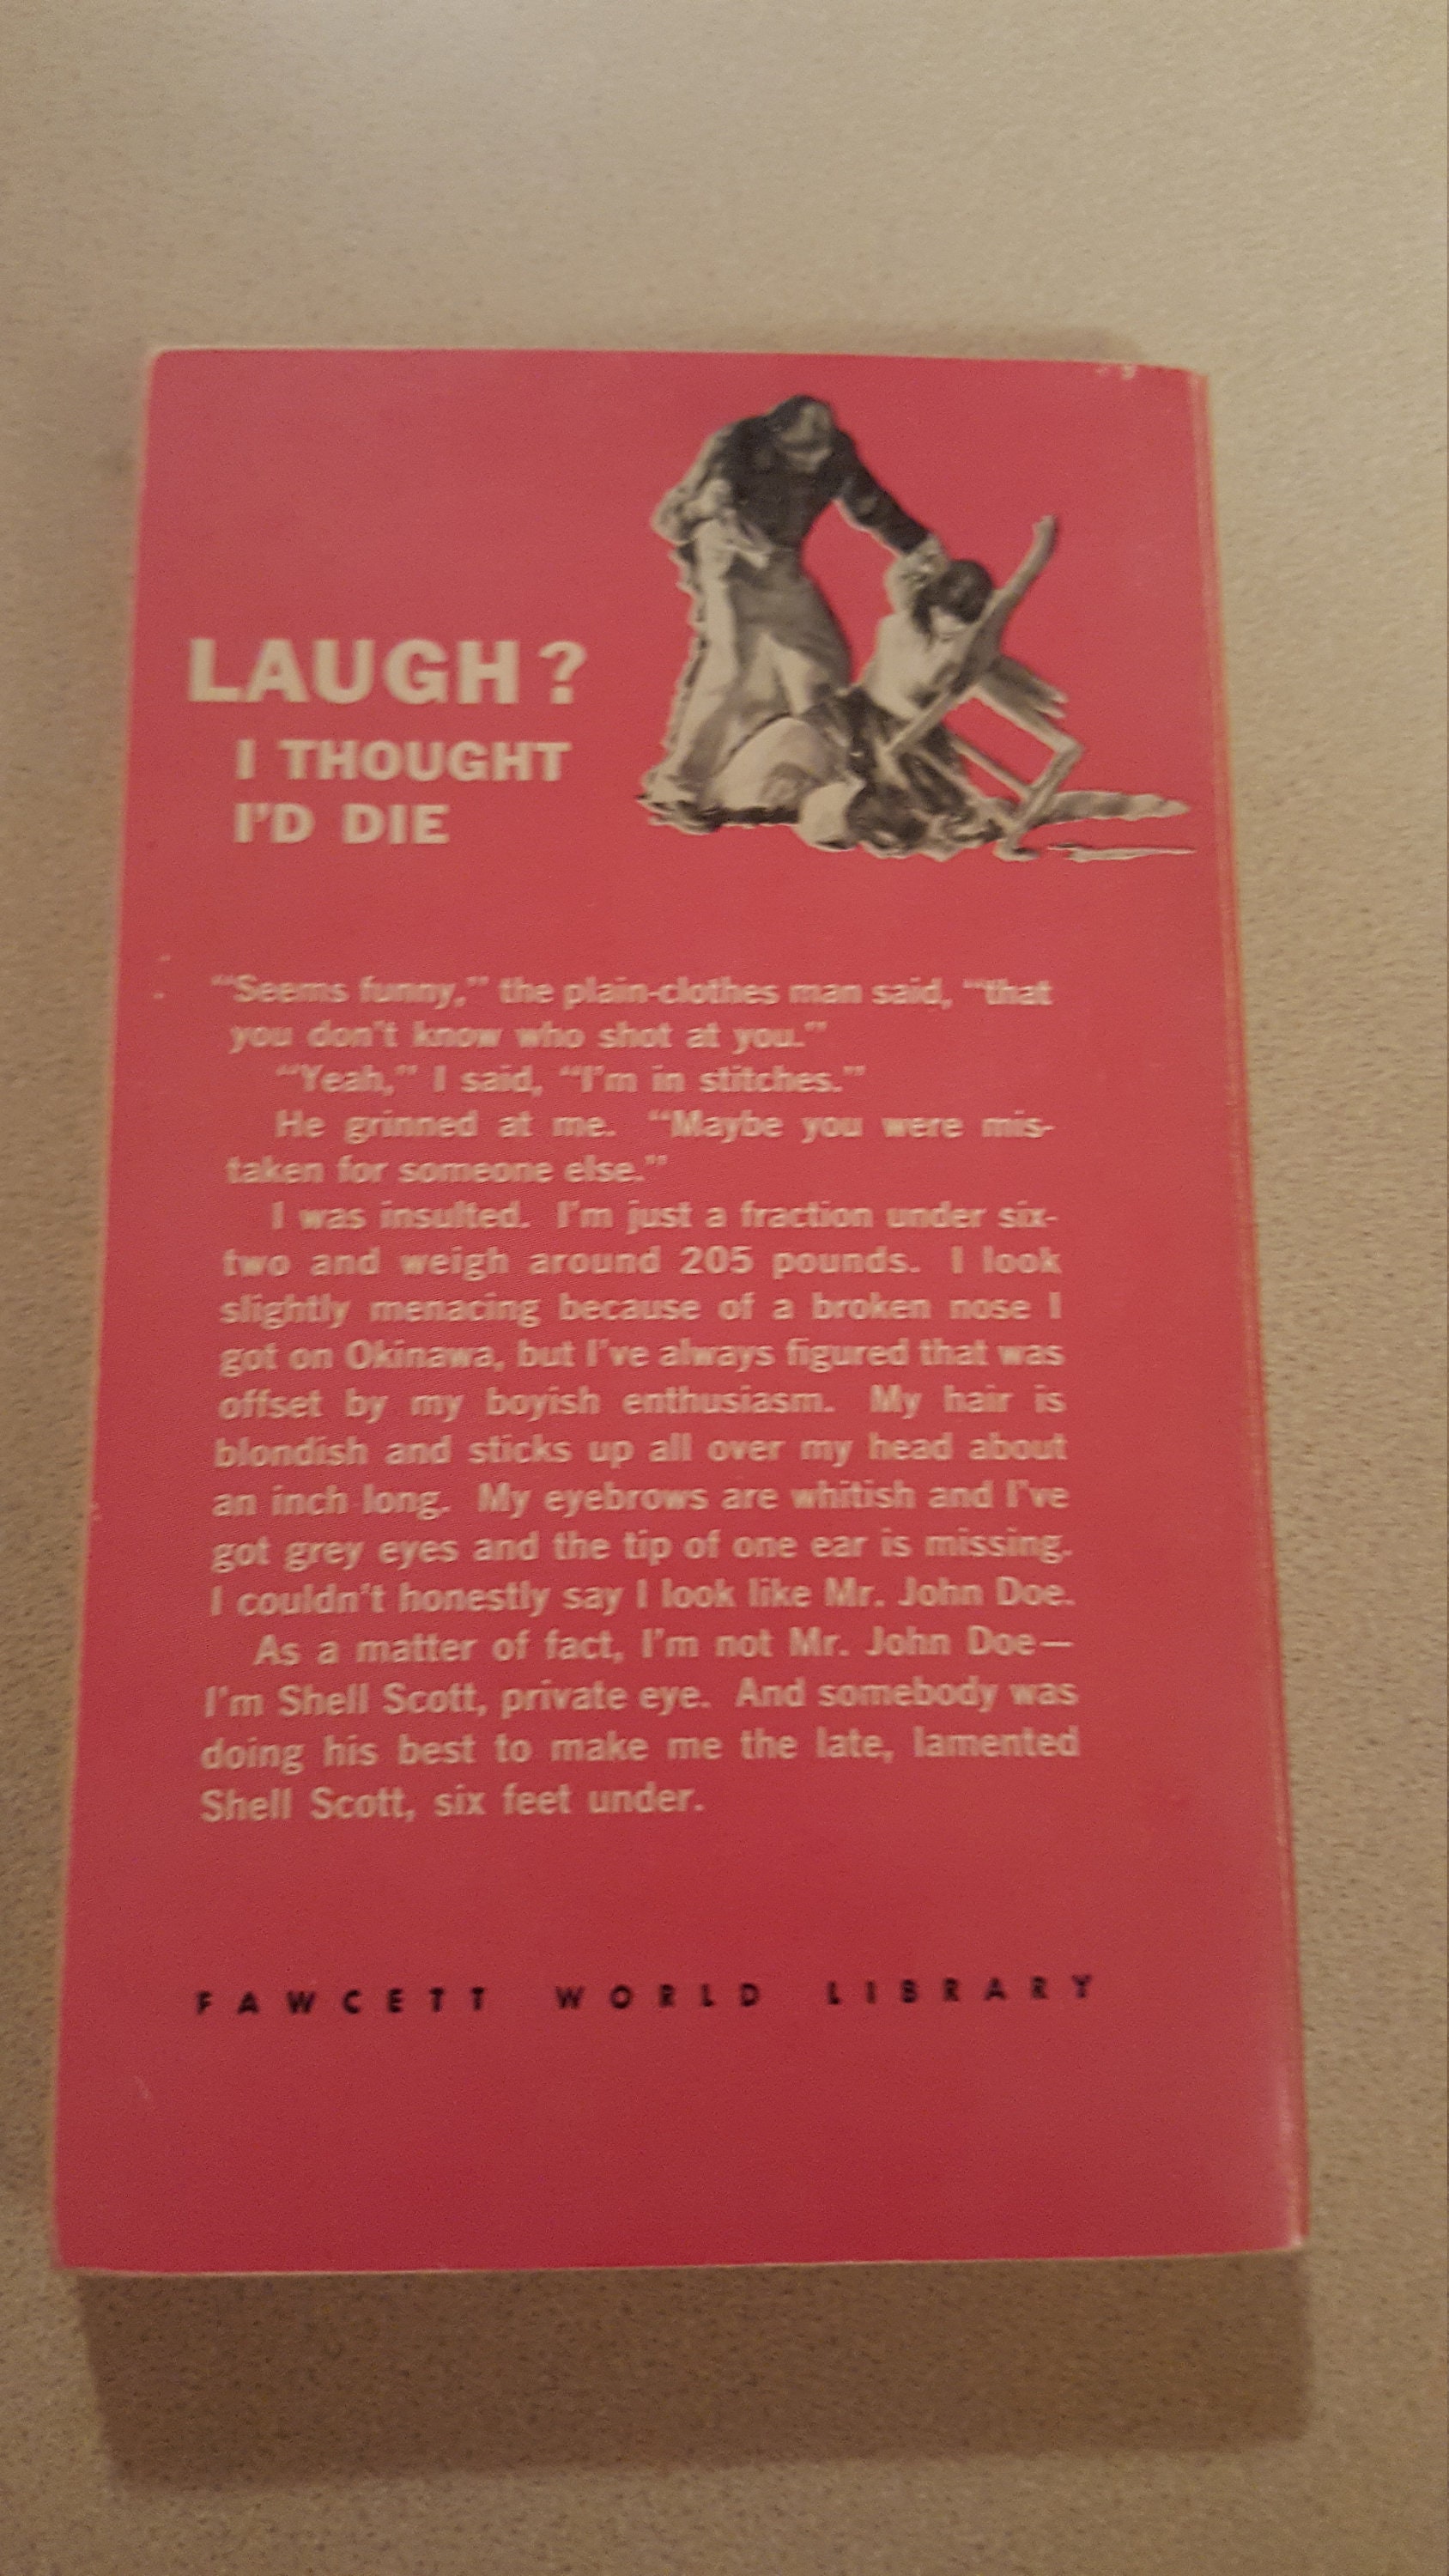 LAUGH?
I THOUGHT
I'D DIE
"Seems funny," the plain-clothes man said, "that
you don't know who shot at you."
"Yeah," I said, "I'm in stitches."
He grinned at me. "Maybe you were mis-
taken for someone else."
I was insulted. I'm just a fraction under six-
two and weigh around 205 pounds. I look
slightly menacing because of a broken nose I
got on Okinawa, but I've always figured that was
offset by my boyish enthusiasm. My hair is
blondish and sticks up all over my head about
an inch long. My eyebrows are whitish and I've
got grey eyes and the tip of one ear is missing.
I couldn't honestly say I look like Mr. John Doe.
As a matter of fact, I'm not Mr. John Doe—
I'm Shell Scott, private eye. And somebody was
doing his best to make me the late, lamented
Shell Scott, six feet under.
FAWCETT WORLD LIBRARY